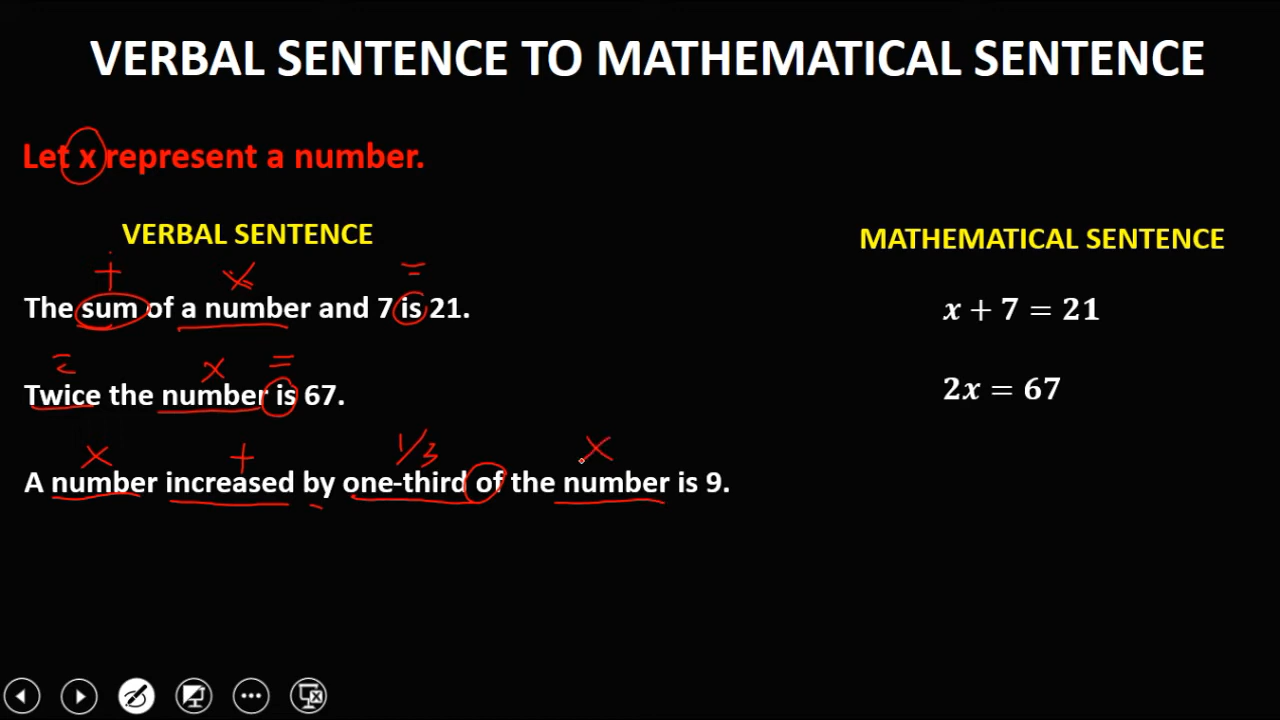 VERBAL SENTENCE TO MATHEMATICAL SENTENCE
Let x represent a number.
VERBAL SENTENCE
MATHEMATICAL SENTENCE
+ x =
The sum of a number and 7 is 21.
x + 7 = 21
x =
Twice the number is 67.
2x = 67
x + 1/3 x
A number increased by one-third of the number is 9.